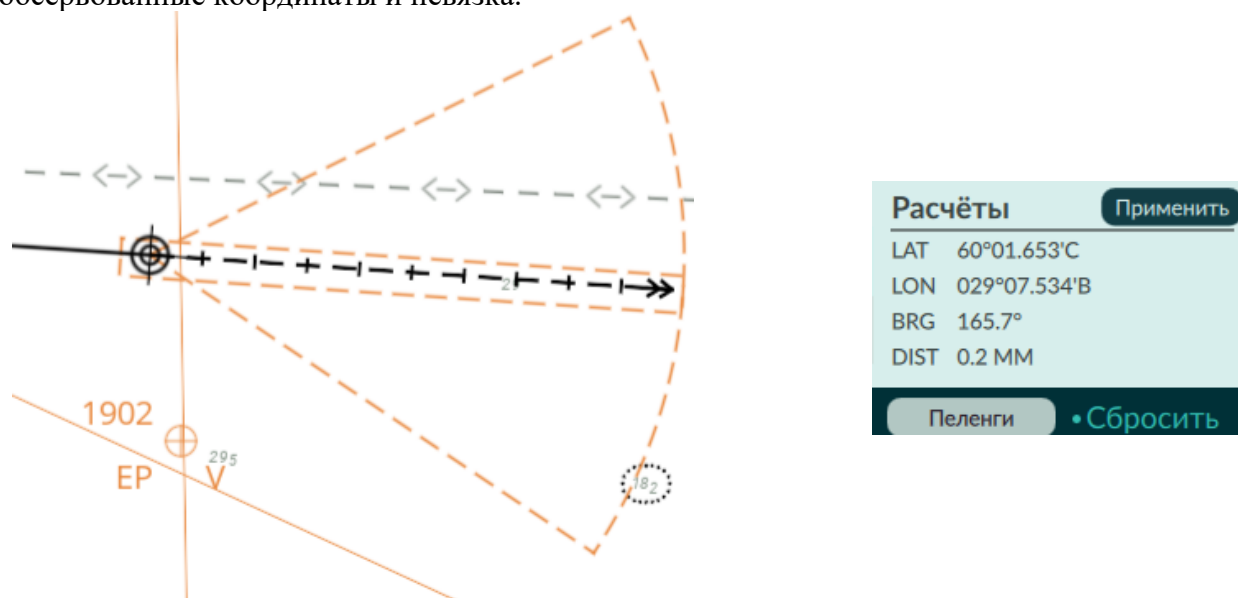 обсервованные координаты и невязка.
1902
295
EP V
182
Расчёты Применить
LAT 60°01.653'С
LON 029°07.534'В
BRG 165.7°
DIST 0.2 ММ
Пеленги •Сбросить